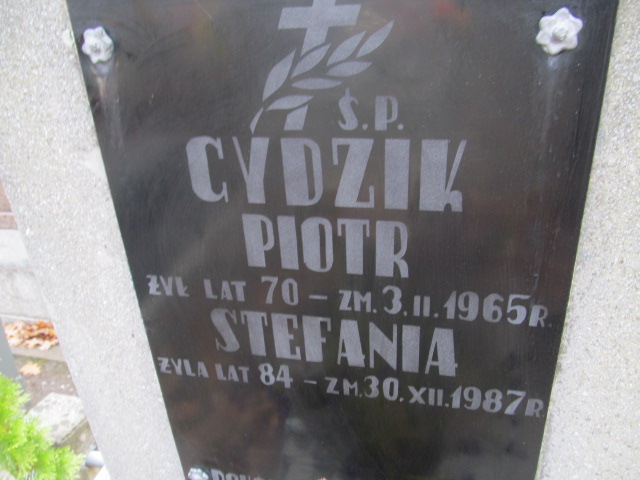 Ś.P.
CYDZIK
PIOTR
ŻYŁ LAT 70 – ZM. 3. II. 1965 R.
STEFANIA
ŻYŁA LAT 84 – ZM. 30. XII. 1987 R.